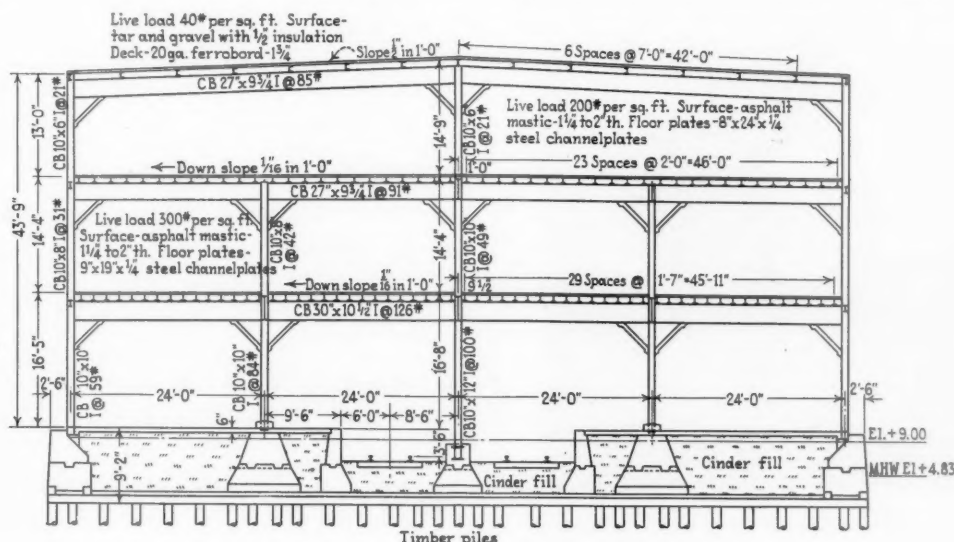 Live load 40# per sq. ft. Surface-
tar and gravel with 1/2" insulation
Deck-20ga. ferrobord-1 3/4"
Slope 1/2" in 1'-0"
6 Spaces @ 7'-0"=42'-0"
CB 27"x9 3/4" I @ 85#
CB10"x6" I @ 21#
13'-0"
14'-9"
CB10"x6"
I @ 21#
Live load 200# per sq. ft. Surface-asphalt
mastic-1 1/4 to 2" th. Floor plates-8"x24"x1/4
steel channelplates
Down slope 1/16 in 1'-0"
1'-0"
23 Spaces @ 2'-0"=46'-0"
CB 27"x9 3/4" I @ 91#
43'-9"
14'-4"
CB10"x8" I @ 31#
Live load 300# per sq. ft.
Surface-asphalt mastic-
1 1/4 to 2" th. Floor plates-
9"x19"x1/4 steel channelplates
CB10"x8"
I @ 42#
14'-4"
CB10"x10"
I @ 49#
Down slope 1/16" in 1'-0"
9 1/2
29 Spaces @ 1'-7"=45'-11"
CB30"x10 1/2" I @ 126#
16'-5"
CB 10"x10"
I @ 59#
CB 10"x10"
I @ 84#
16'-8"
CB10"x12" I @ 100#
2'-6"
24'-0"
24'-0"
24'-0"
24'-0"
2'-6"
9'-6"
6'-0"
8'-6"
6"
9'-2"
3'-6"
El.+9.00
Cinder fill
Cinder fill
MHW El+4.83
Timber piles